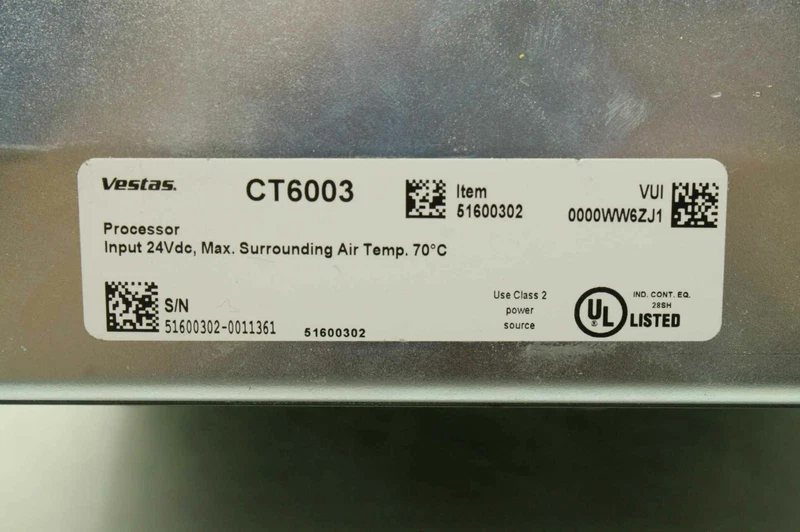 Vestas.
CT6003
Item
51600302
VUI
0000WW6ZJ1
Processor
Input 24Vdc, Max. Surrounding Air Temp. 70°C
S/N
51600302-0011361
51600302
Use Class 2
power
source
UL
®
LISTED
IND. CONT. EQ.
28SH